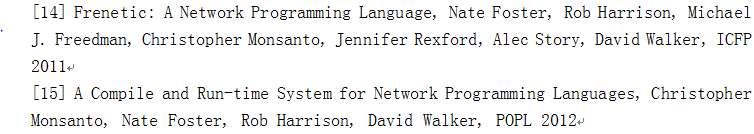 [14] Frenetic: A Network Programming Language, Nate Foster, Rob Harrison, Michael
J. Freedman, Christopher Monsanto, Jennifer Rexford, Alec Story, David Walker, ICFP
2011↵
[15] A Compile and Run-time System for Network Programming Languages, Christopher
Monsanto, Nate Foster, Rob Harrison, David Walker, POPL 2012↵